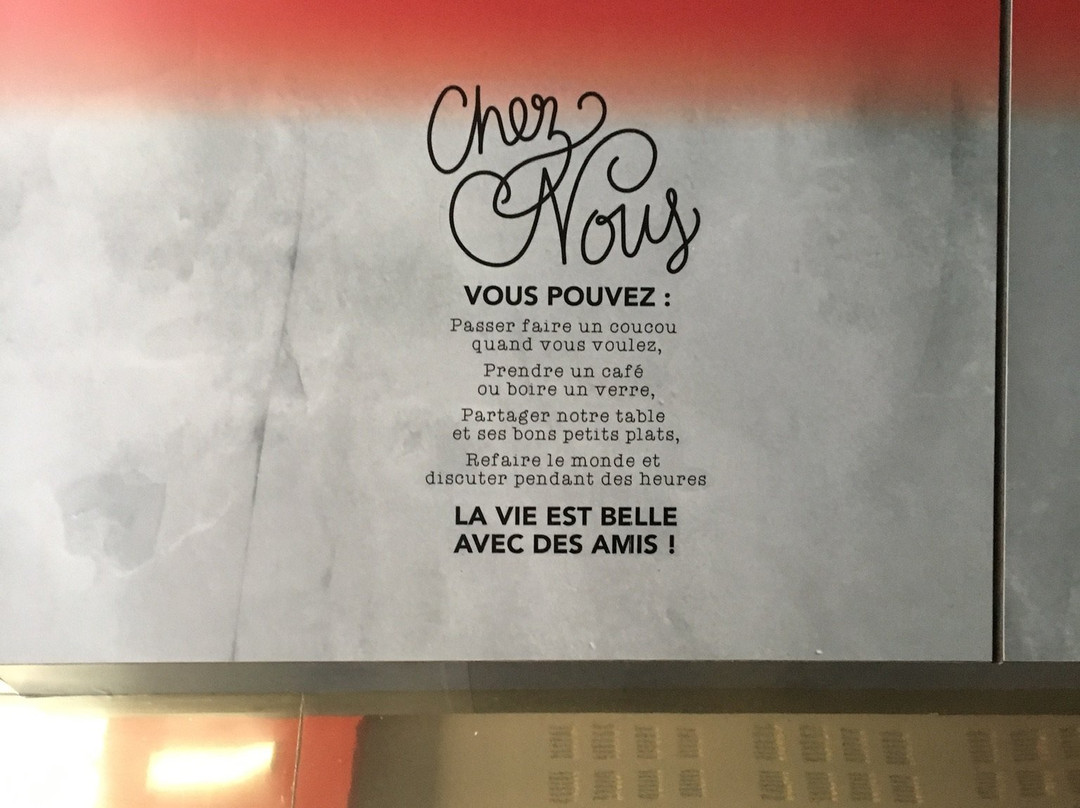 Chez
Nous
VOUS POUVEZ :
Passer faire un coucou
quand vous voulez,
Prendre un café
ou boire un verre,
Partager notre table
et ses bons petits plats,
Refaire le monde et
discuter pendant des heures
LA VIE EST BELLE
AVEC DES AMIS !